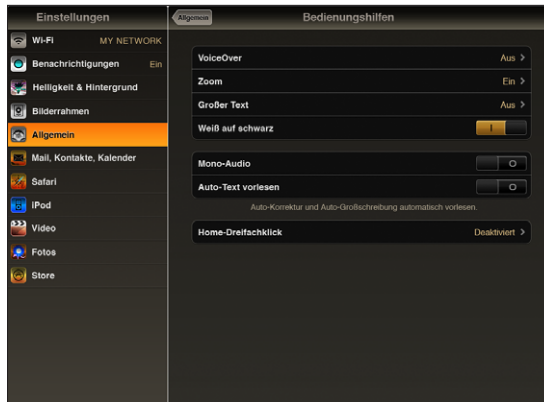 Einstellungen
Wi-Fi MY NETWORK
Benachrichtigungen Ein
Helligkeit & Hintergrund
Bilderrahmen
Allgemein
Mail, Kontakte, Kalender
Safari
iPod
Video
Fotos
Store
Allgemein Bedienungshilfen
VoiceOver Aus
Zoom Ein
Großer Text Aus
Weiß auf schwarz
Mono-Audio
Auto-Text vorlesen
Auto-Korrektur und Auto-Großschreibung automatisch vorlesen.
Home-Dreifachklick Deaktiviert